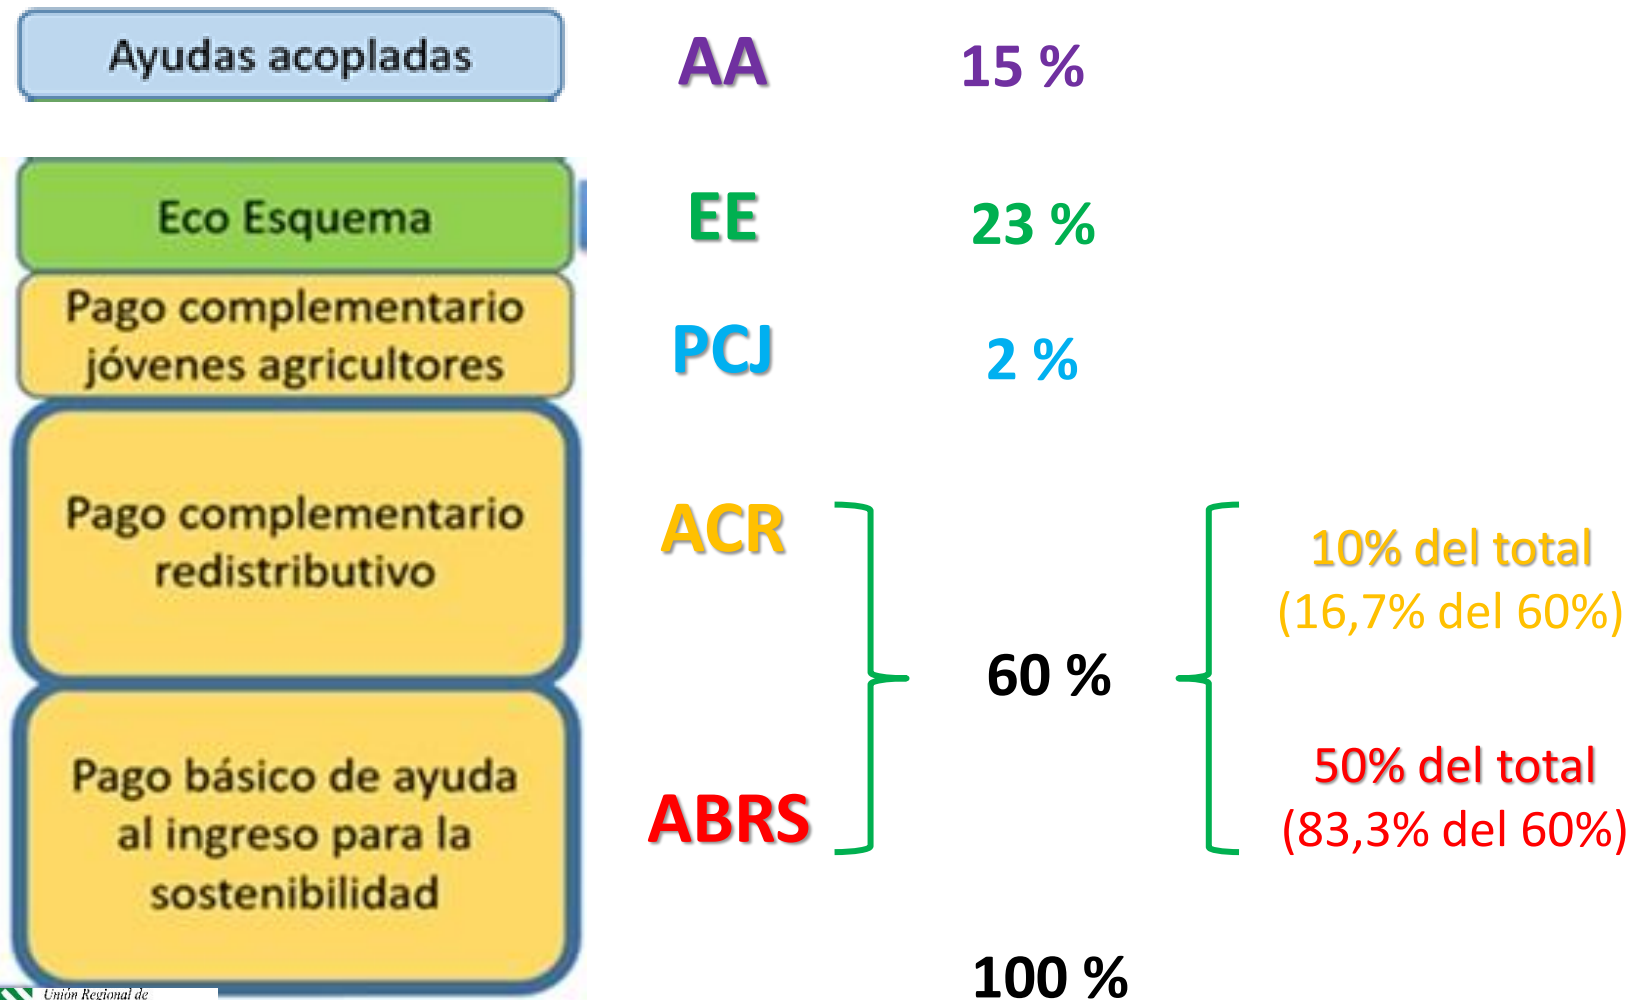 Ayudas acopladas AA 15 %
Eco Esquema EE 23 %
Pago complementario
jóvenes agricultores PCJ 2 %
Pago complementario
redistributivo ACR
10% del total
(16,7% del 60%)
60 %
Pago básico de ayuda
al ingreso para la
sostenibilidad ABRS
50% del total
(83,3% del 60%)
100 %
Unión Regional de